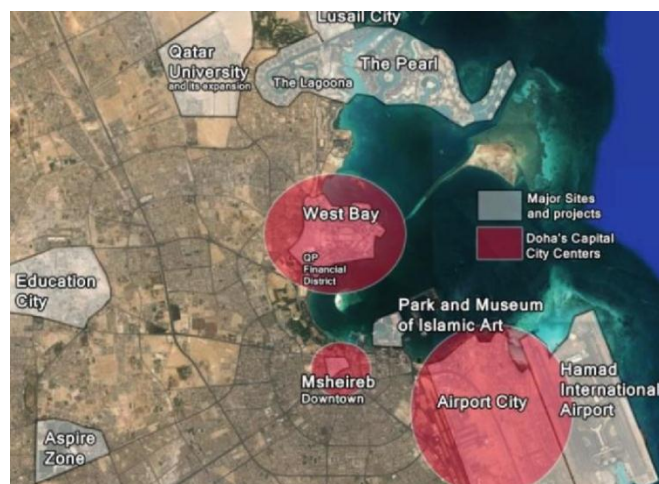 Lusail City
Qatar
University
and its expansion
The Pearl
The Lagoona
West Bay
QP
Financial
District
Major Sites
and projects
Doha's Capital
City Centers
Education
City
Park and Museum
of Islamic Art
Msheireb
Downtown
Airport City
Hamad
International
Airport
Aspire
Zone